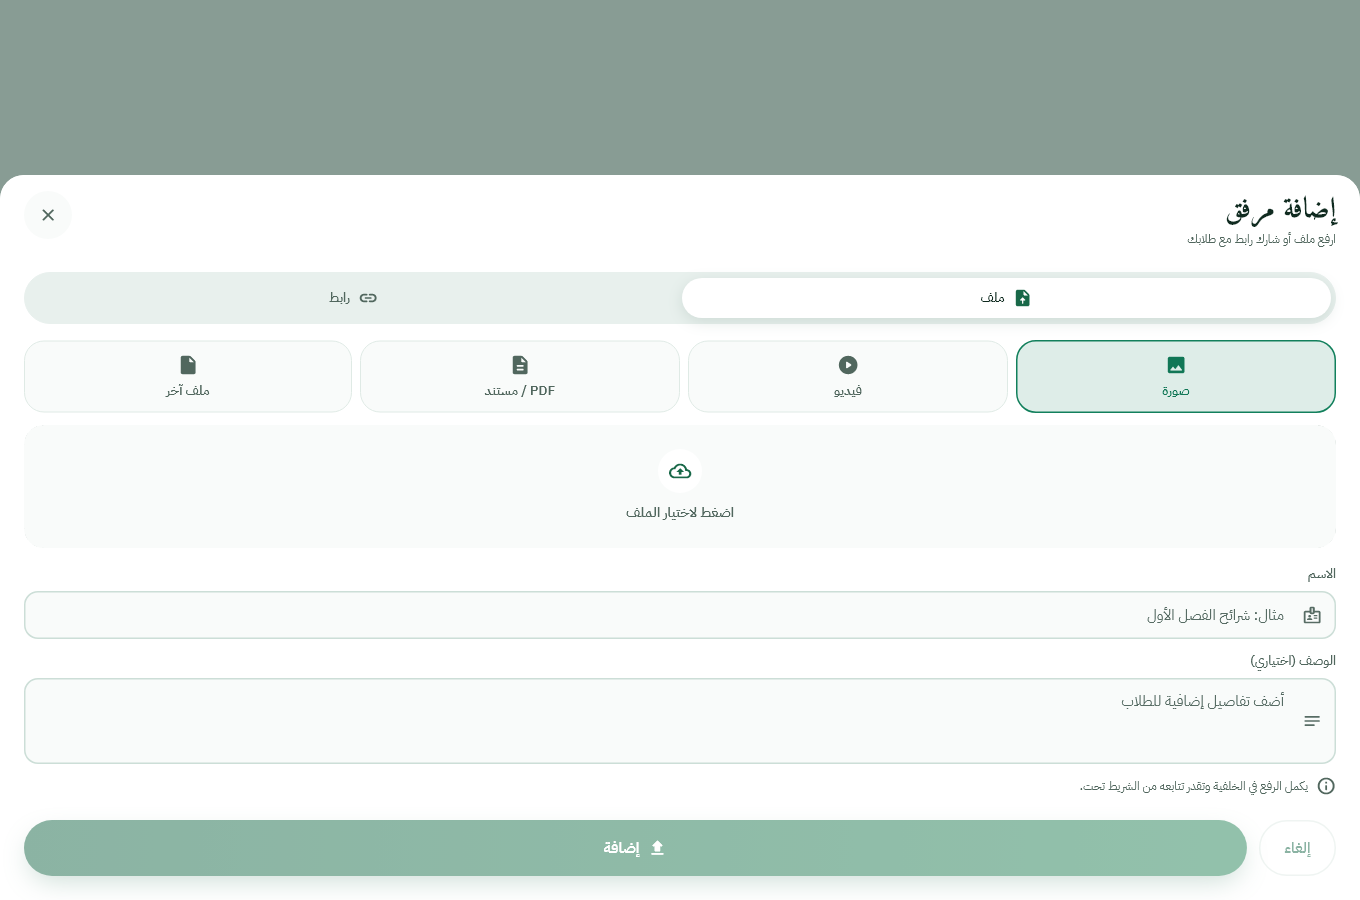 إضافة مرفق
ارفع ملف أو شارك رابط مع طلابك
ملف
رابط
صورة
فيديو
PDF / مستند
ملف آخر
اضغط لاختيار الملف
الاسم
مثال: شرائح الفصل الأول
الوصف (اختياري)
أضف تفاصيل إضافية للطلاب
يكمل الرفع في الخلفية وتقدر تتابعه من الشريط تحت.
إلغاء
إضافة